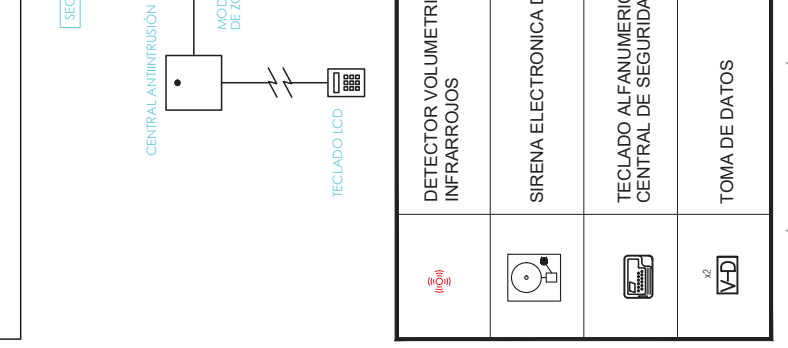 SEG
CENTRAL ANTIINTRUSIÓN
MOD
DE ZO
TECLADO LCD
DETECTOR VOLUMETRI
INFRARROJOS
SIRENA ELECTRONICA D
TECLADO ALFANUMERIC
CENTRAL DE SEGURIDA
TOMA DE DATOS
x2
V-D